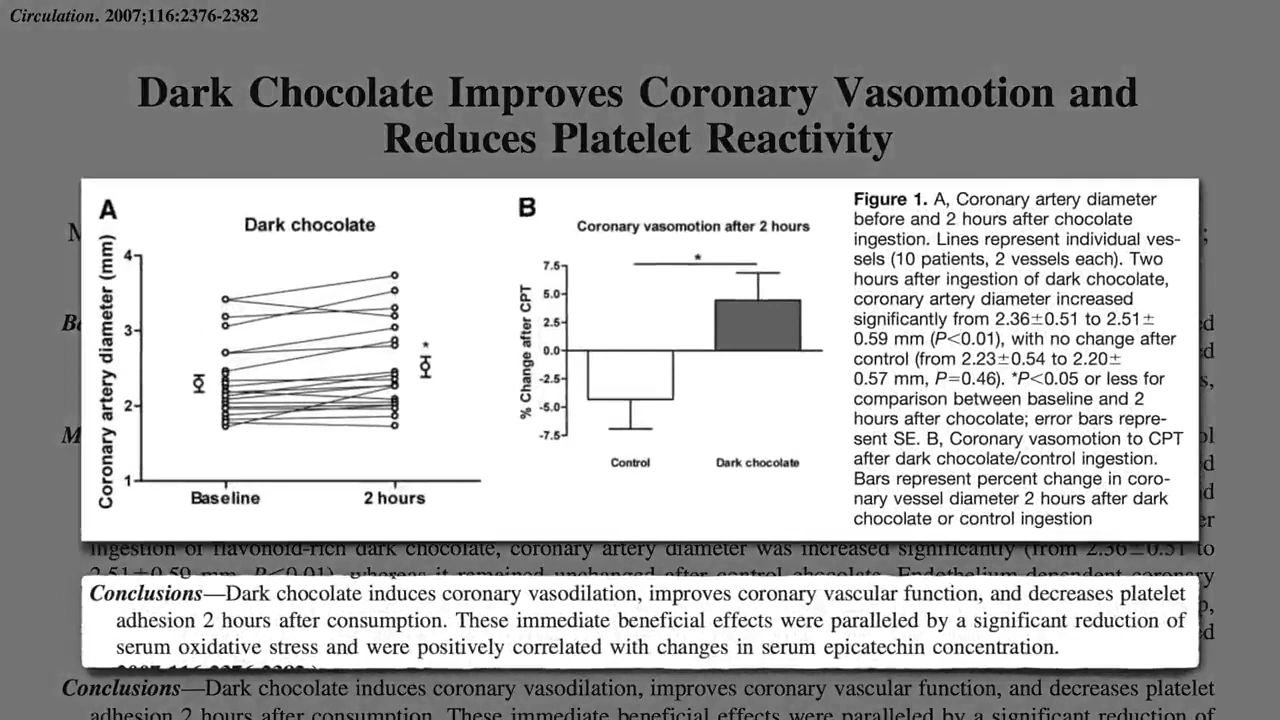 Circulation. 2007;116:2376-2382
Dark Chocolate Improves Coronary Vasomotion and
Reduces Platelet Reactivity
A
Dark chocolate
Coronary artery diameter (mm)
4
3
2
1
*
Baseline
2 hours
B
Coronary vasomotion after 2 hours
% Change after CPT
7.5
5.0
2.5
0.0
-2.5
-5.0
-7.5
*
Control
Dark chocolate
Figure 1. A, Coronary artery diameter
before and 2 hours after chocolate
ingestion. Lines represent individual ves-
sels (10 patients, 2 vessels each). Two
hours after ingestion of dark chocolate,
coronary artery diameter increased
significantly from 2.36±0.51 to 2.51±
0.59 mm (P<0.01), with no change after
control (from 2.23±0.54 to 2.20±
0.57 mm, P=0.46). *P<0.05 or less for
comparison between baseline and 2
hours after chocolate; error bars repre-
sent SE. B, Coronary vasomotion to CPT
after dark chocolate/control ingestion.
Bars represent percent change in coro-
nary vessel diameter 2 hours after dark
chocolate or control ingestion
ingestion of flavonoid-rich dark chocolate, coronary artery diameter was increased significantly (from 2.36±0.51 to
Conclusions—Dark chocolate induces coronary vasodilation, improves coronary vascular function, and decreases platelet
adhesion 2 hours after consumption. These immediate beneficial effects were paralleled by a significant reduction of
serum oxidative stress and were positively correlated with changes in serum epicatechin concentration.
Conclusions—Dark chocolate induces coronary vasodilation, improves coronary vascular function, and decreases platelet
adhesion 2 hours after consumption. These immediate beneficial effects were paralleled by a significant reduction of